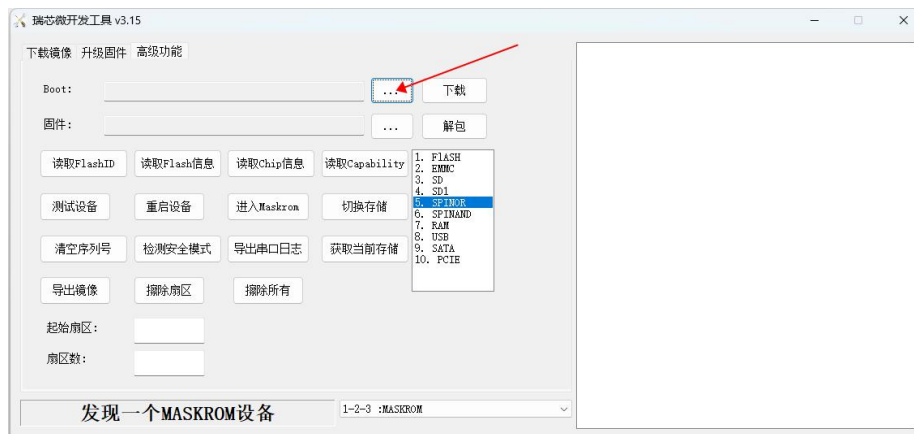 瑞芯微开发工具 v3.15
下载镜像 升级固件 高级功能
Boot: ... 下载
固件: ... 解包
读取FlashID 读取Flash信息 读取Chip信息 读取Capability
测试设备 重启设备 进入Maskrom 切换存储
清空序列号 检测安全模式 导出串口日志 获取当前存储
导出镜像 擦除扇区 擦除所有
1. FlASH
2. EMMC
3. SD
4. SD1
5. SPINOR
6. SPINAND
7. RAM
8. USB
9. SATA
10. PCIE
起始扇区:
扇区数:
发现一个MASKROM设备 1-2-3 :MASKROM